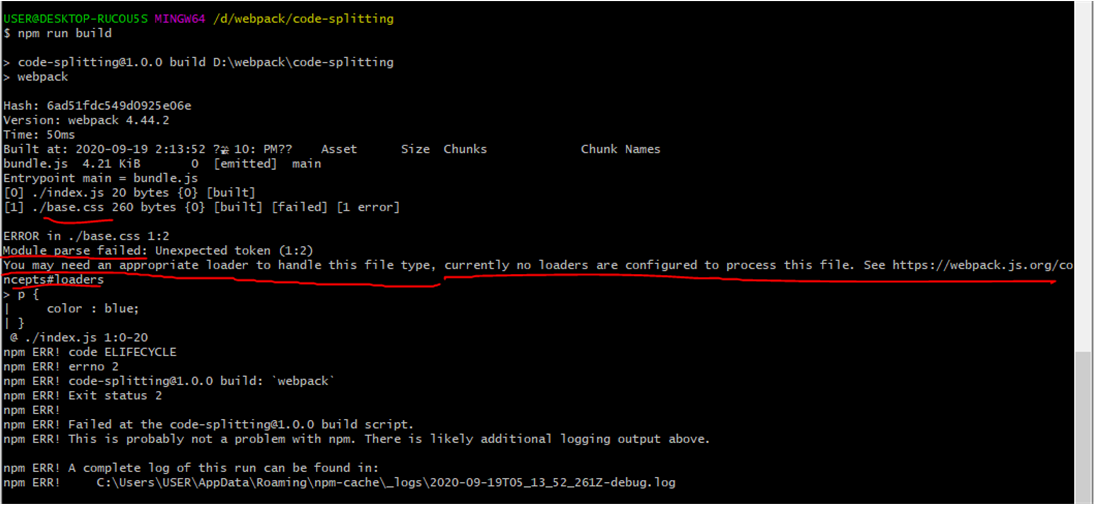 USER@DESKTOP-RUCOU5S MINGW64 /d/webpack/code-splitting
$ npm run build
> code-splitting@1.0.0 build D:\webpack\code-splitting
> webpack
Hash: 6ad51fdc549d0925e06e
Version: webpack 4.44.2
Time: 50ms
Built at: 2020-09-19 2:13:52 10: PM?? Asset Size Chunks Chunk Names
bundle.js 4.21 KiB 0 [emitted] main
Entrypoint main = bundle.js
[0] ./index.js 20 bytes {0} [built]
[1] ./base.css 260 bytes {0} [built] [failed] [1 error]
ERROR in ./base.css 1:2
Module parse failed: Unexpected token (1:2)
You may need an appropriate loader to handle this file type, currently no loaders are configured to process this file. See https://webpack.js.org/co
ncepts#loaders
> p {
| color : blue;
| }
@ ./index.js 1:0-20
npm ERR! code ELIFECYCLE
npm ERR! errno 2
npm ERR! code-splitting@1.0.0 build: `webpack`
npm ERR! Exit status 2
npm ERR!
npm ERR! Failed at the code-splitting@1.0.0 build script.
npm ERR! This is probably not a problem with npm. There is likely additional logging output above.
npm ERR! A complete log of this run can be found in:
npm ERR! C:\Users\USER\AppData\Roaming\npm-cache\_logs\2020-09-19T05_13_52_261Z-debug.log